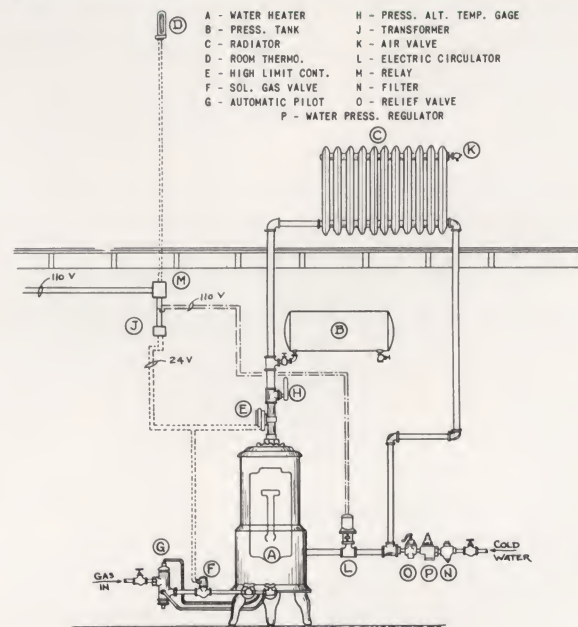 A - WATER HEATER
B - PRESS. TANK
C - RADIATOR
D - ROOM THERMO.
E - HIGH LIMIT CONT.
F - SOL. GAS VALVE
G - AUTOMATIC PILOT
H - PRESS. ALT. TEMP. GAGE
J - TRANSFORMER
K - AIR VALVE
L - ELECTRIC CIRCULATOR
M - RELAY
N - FILTER
O - RELIEF VALVE
P - WATER PRESS. REGULATOR
D
C
K
M
110 V
110 V
J
B
24V
H
E
G
F
A
L
GAS
IN
O
P
N
COLD
WATER